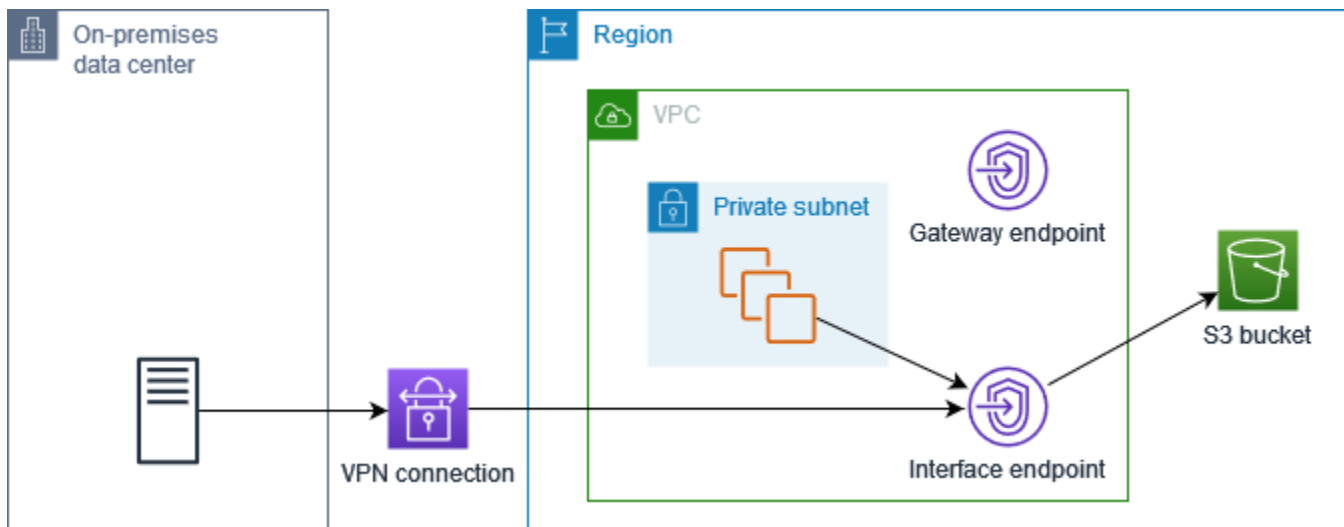 On-premises
data center
Region
VPC
Private subnet
Gateway endpoint
S3 bucket
VPN connection
Interface endpoint